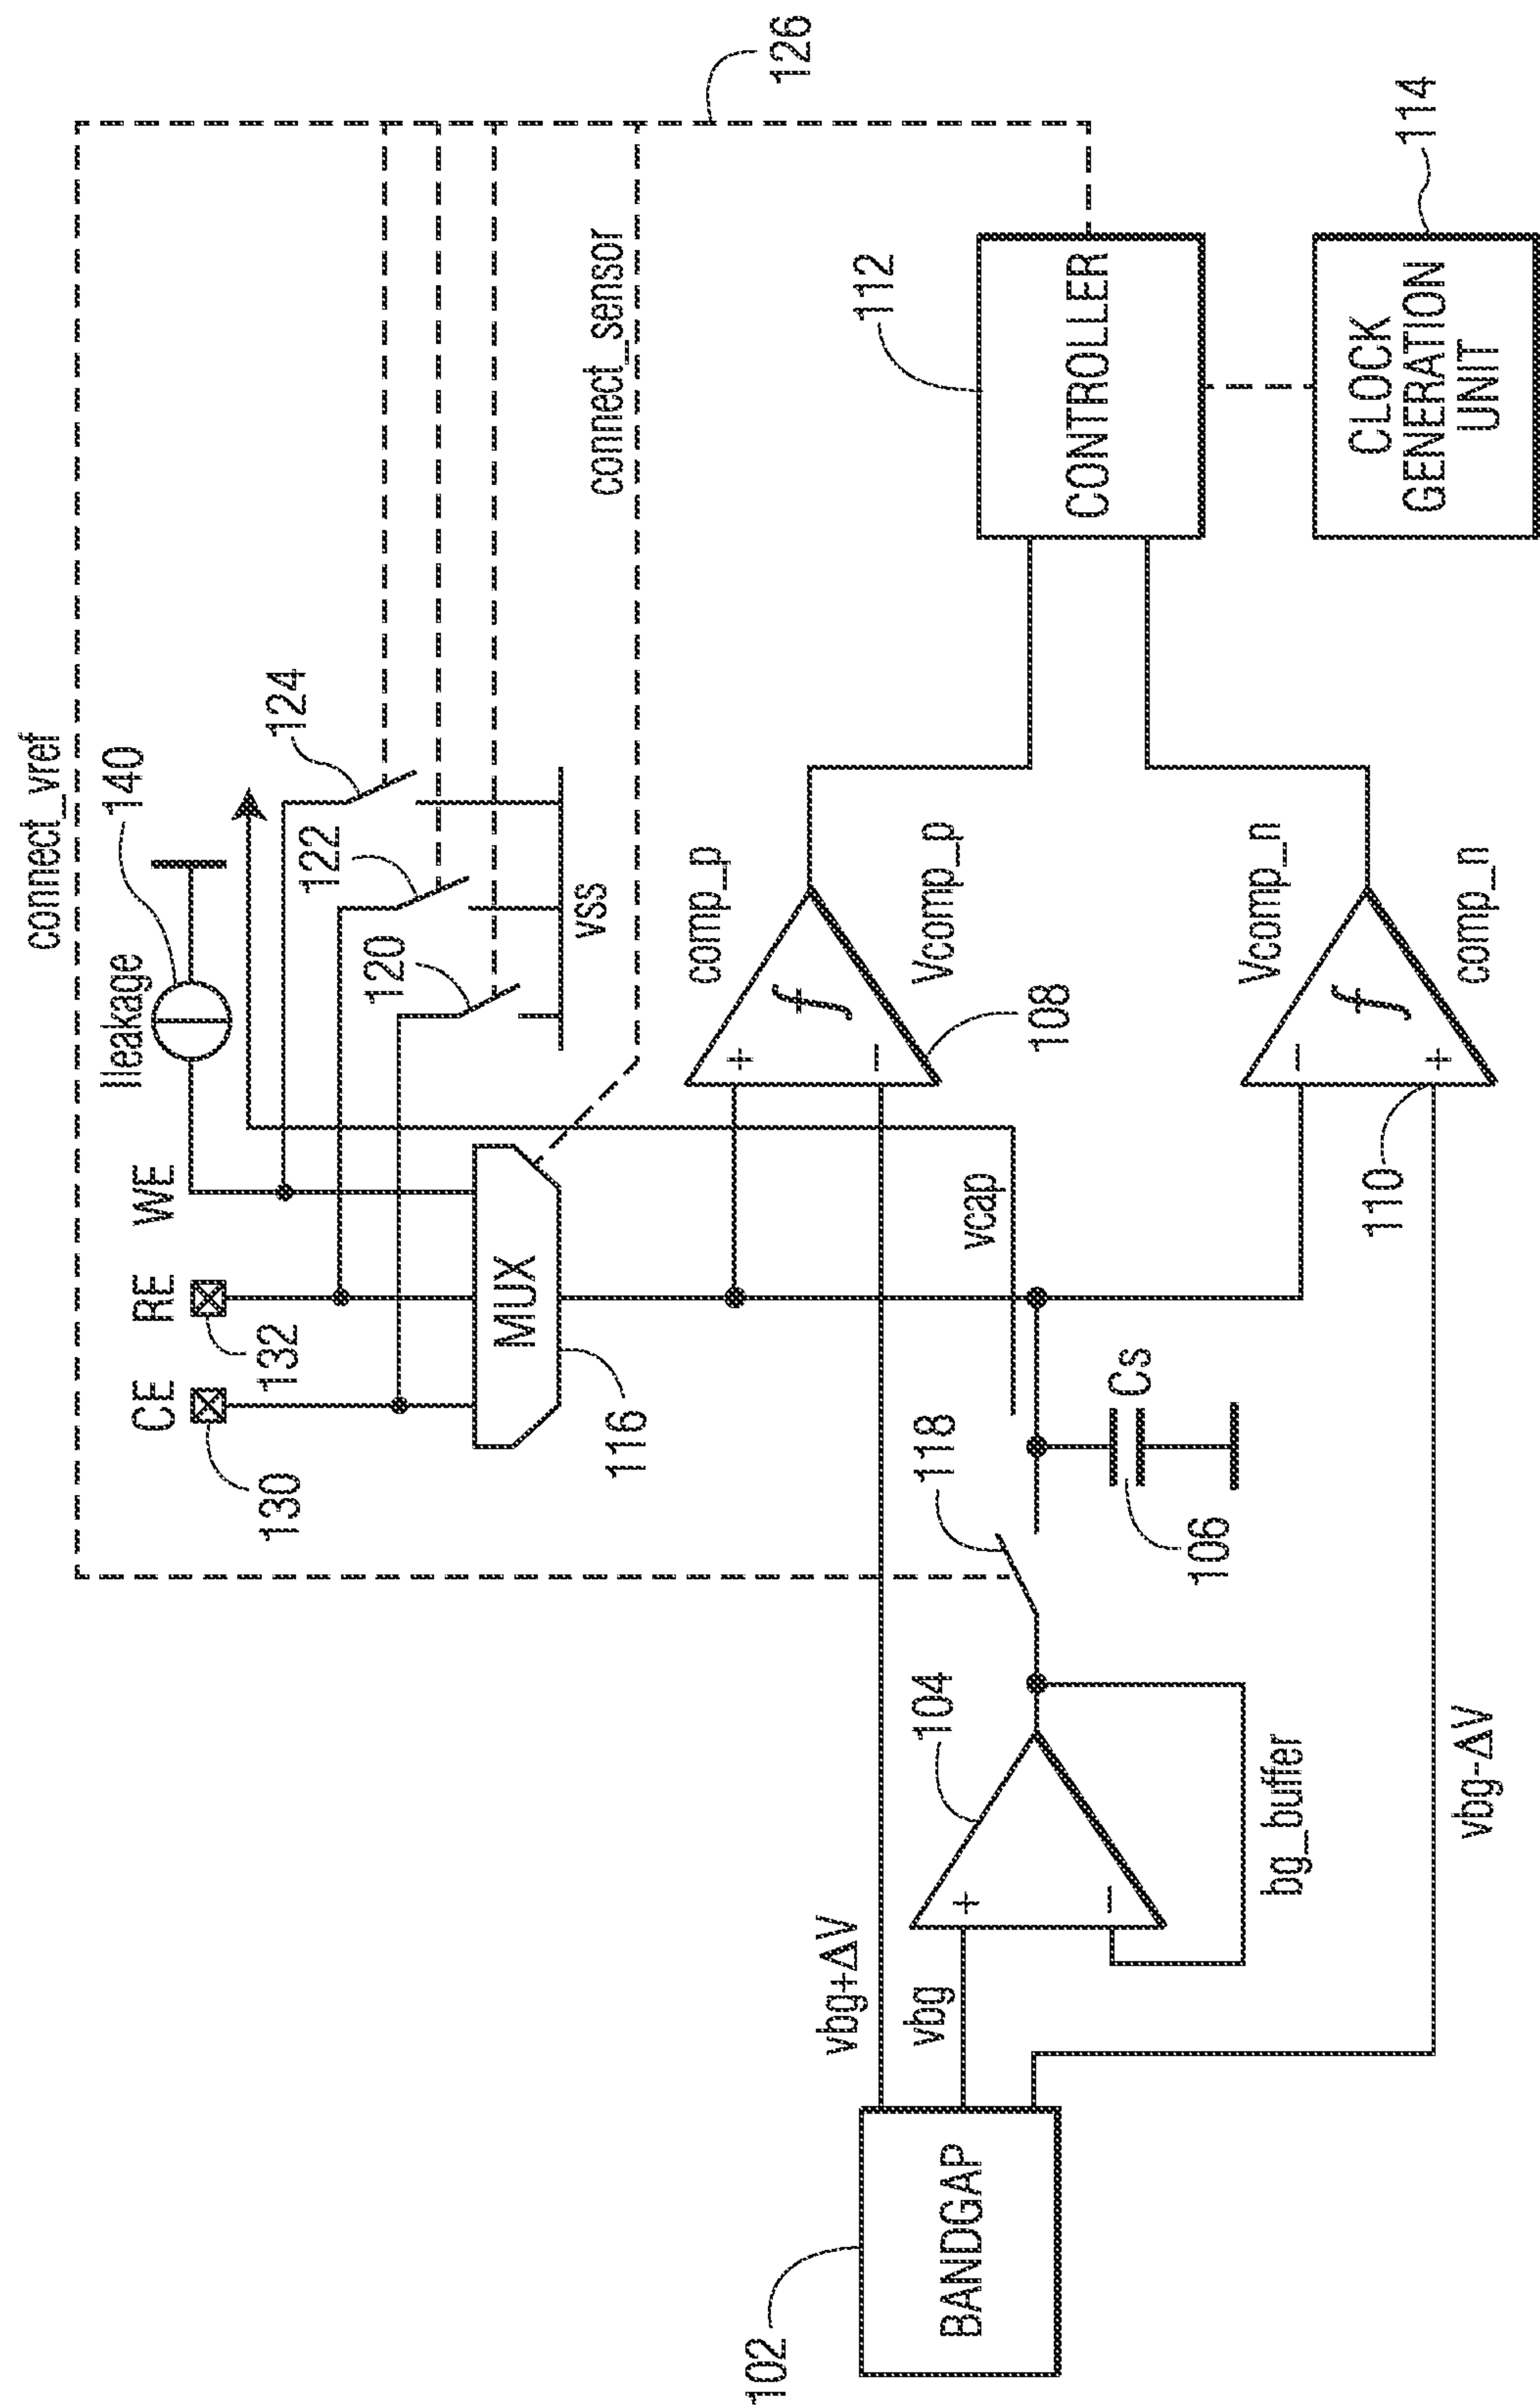 connect_vref
Ileakage
140
CE
RE
WE
130
132
124
122
120
vss
MUX
116
connect_sensor
126
comp_p
f
+
−
Vcomp_p
108
vcap
118
Cs
106
vbg+ΔV
vbg
104
+
−
bg_buffer
BANDGAP
102
vbg-ΔV
Vcomp_n
f
−
+
comp_n
110
112
CONTROLLER
CLOCK
GENERATION
UNIT
114